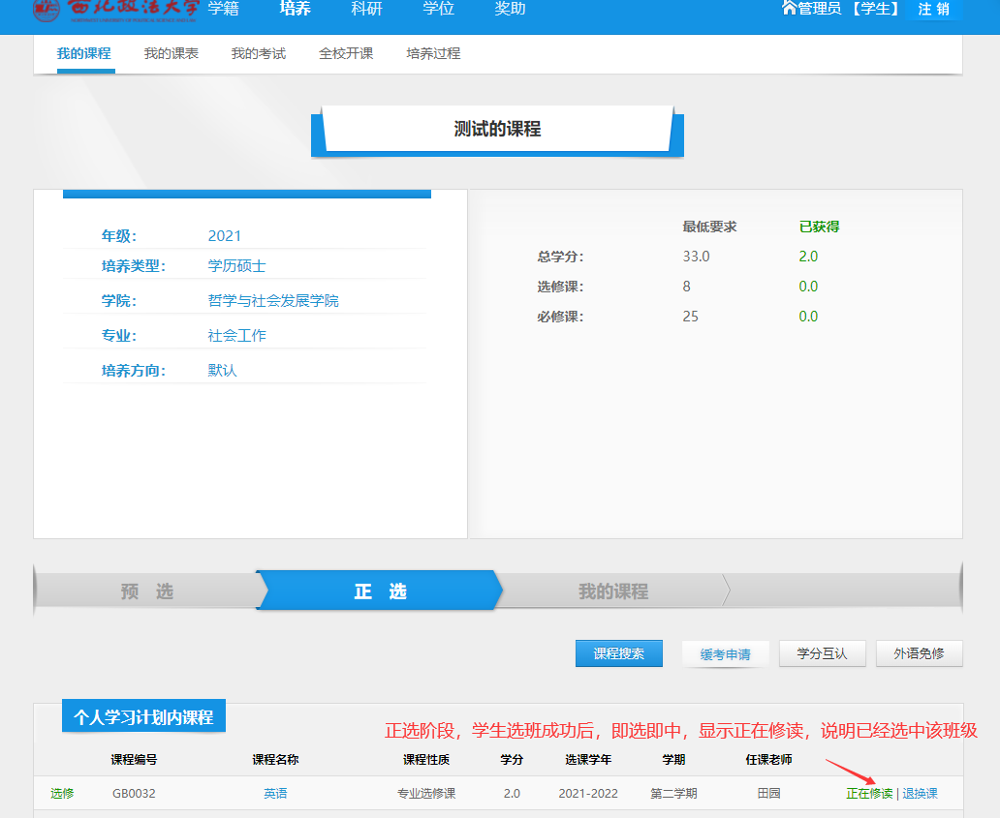 西北政法大学 学籍 培养 科研 学位 奖助 管理员 【学生】 注 销
我的课程 我的课表 我的考试 全校开课 培养过程
测试的课程
年级： 2021
培养类型： 学历硕士
学院： 哲学与社会发展学院
专业： 社会工作
培养方向： 默认
最低要求 已获得
总学分： 33.0 2.0
选修课： 8 0.0
必修课： 25 0.0
预 选 正 选 我的课程
课程搜索 缓考申请 学分互认 外语免修
个人学习计划内课程
正选阶段，学生选班成功后，即选即中，显示正在修读，说明已经选中该班级
课程编号 课程名称 课程性质 学分 选课学年 学期 任课老师
选修 GB0032 英语 专业选修课 2.0 2021-2022 第二学期 田园 正在修读 | 退换课